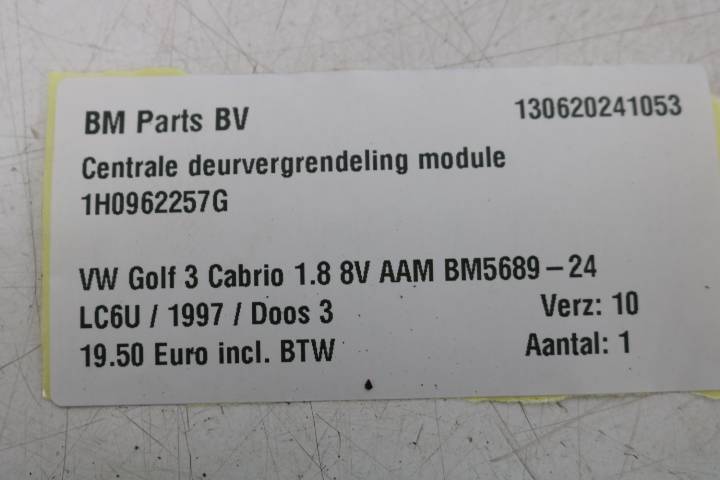 BM Parts BV 130620241053
Centrale deurvergrendeling module
1H0962257G
VW Golf 3 Cabrio 1.8 8V AAM BM5689-24
LC6U / 1997 / Doos 3 Verz: 10
19.50 Euro incl. BTW Aantal: 1